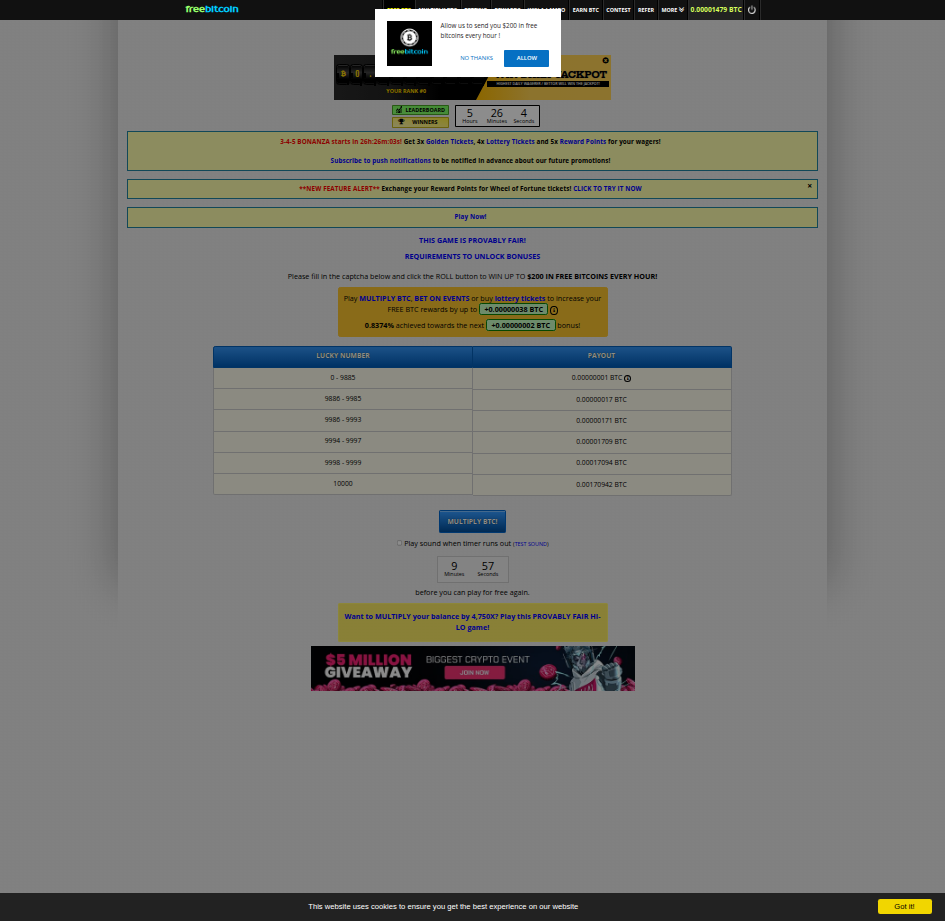 freebitcoin
EARN BTC
CONTEST
REFER
MORE
0.00001479 BTC
Allow us to send you $200 in free
bitcoins every hour !
freebitcoin
NO THANKS
ALLOW
YOUR RANK #0
HIGHEST DAILY WAGERER / BETTOR WILL WIN THE JACKPOT
LEADERBOARD
WINNERS
5 26 4
Hours Minutes Seconds
3-4-5 BONANZA starts in 26h:26m:03s! Get 3x Golden Tickets, 4x Lottery Tickets and 5x Reward Points for your wagers!
Subscribe to push notifications to be notified in advance about our future promotions!
**NEW FEATURE ALERT** Exchange your Reward Points for Wheel of Fortune tickets! CLICK TO TRY IT NOW
Play Now!
THIS GAME IS PROVABLY FAIR!
REQUIREMENTS TO UNLOCK BONUSES
Please fill in the captcha below and click the ROLL button to WIN UP TO $200 IN FREE BITCOINS EVERY HOUR!
Play MULTIPLY BTC, BET ON EVENTS or buy lottery tickets to increase your
FREE BTC rewards by up to +0.00000038 BTC
0.8374% achieved towards the next +0.00000002 BTC bonus!
LUCKY NUMBER PAYOUT
0 - 9885 0.00000001 BTC
9886 - 9985 0.00000017 BTC
9986 - 9993 0.00000171 BTC
9994 - 9997 0.00001709 BTC
9998 - 9999 0.00017094 BTC
10000 0.00170942 BTC
MULTIPLY BTC!
Play sound when timer runs out (TEST SOUND)
9 57
Minutes Seconds
before you can play for free again.
Want to MULTIPLY your balance by 4,750X? Play this PROVABLY FAIR HI-
LO game!
$5 MILLION
GIVEAWAY
BIGGEST CRYPTO EVENT
JOIN NOW
This website uses cookies to ensure you get the best experience on our website
Got it!